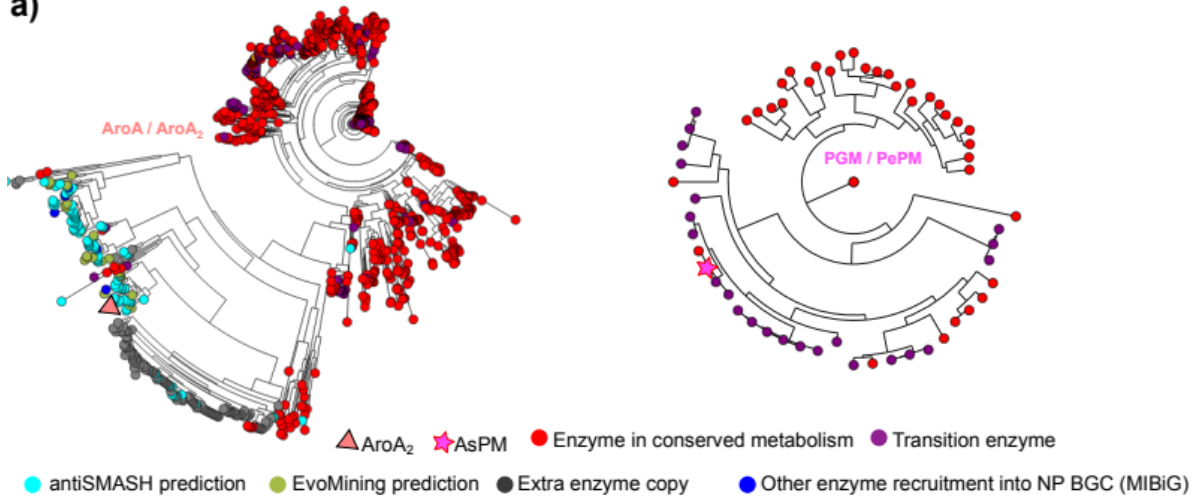 a)
AroA / AroA₂
PGM / PePM
AroA₂ AsPM Enzyme in conserved metabolism Transition enzyme
antiSMASH prediction EvoMining prediction Extra enzyme copy Other enzyme recruitment into NP BGC (MIBiG)